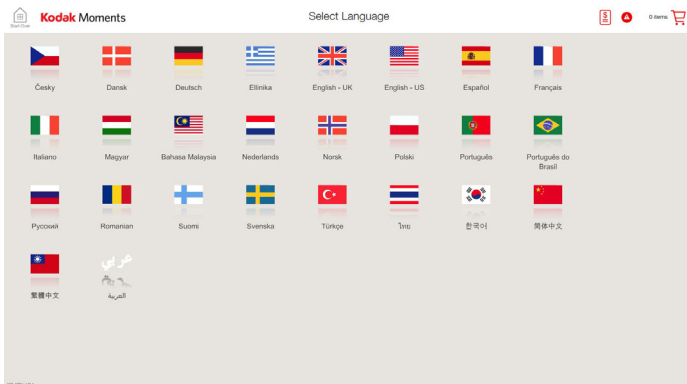 Start Over
Kodak Moments
Select Language
$
0 items
Česky
Dansk
Deutsch
Ellinika
English - UK
English - US
Español
Français
Italiano
Magyar
Bahasa Malaysia
Nederlands
Norsk
Polski
Português
Português do
Brasil
Русский
Romanian
Suomi
Svenska
Türkçe
ไทย
한국어
简体中文
繁體中文
عربي
العربية